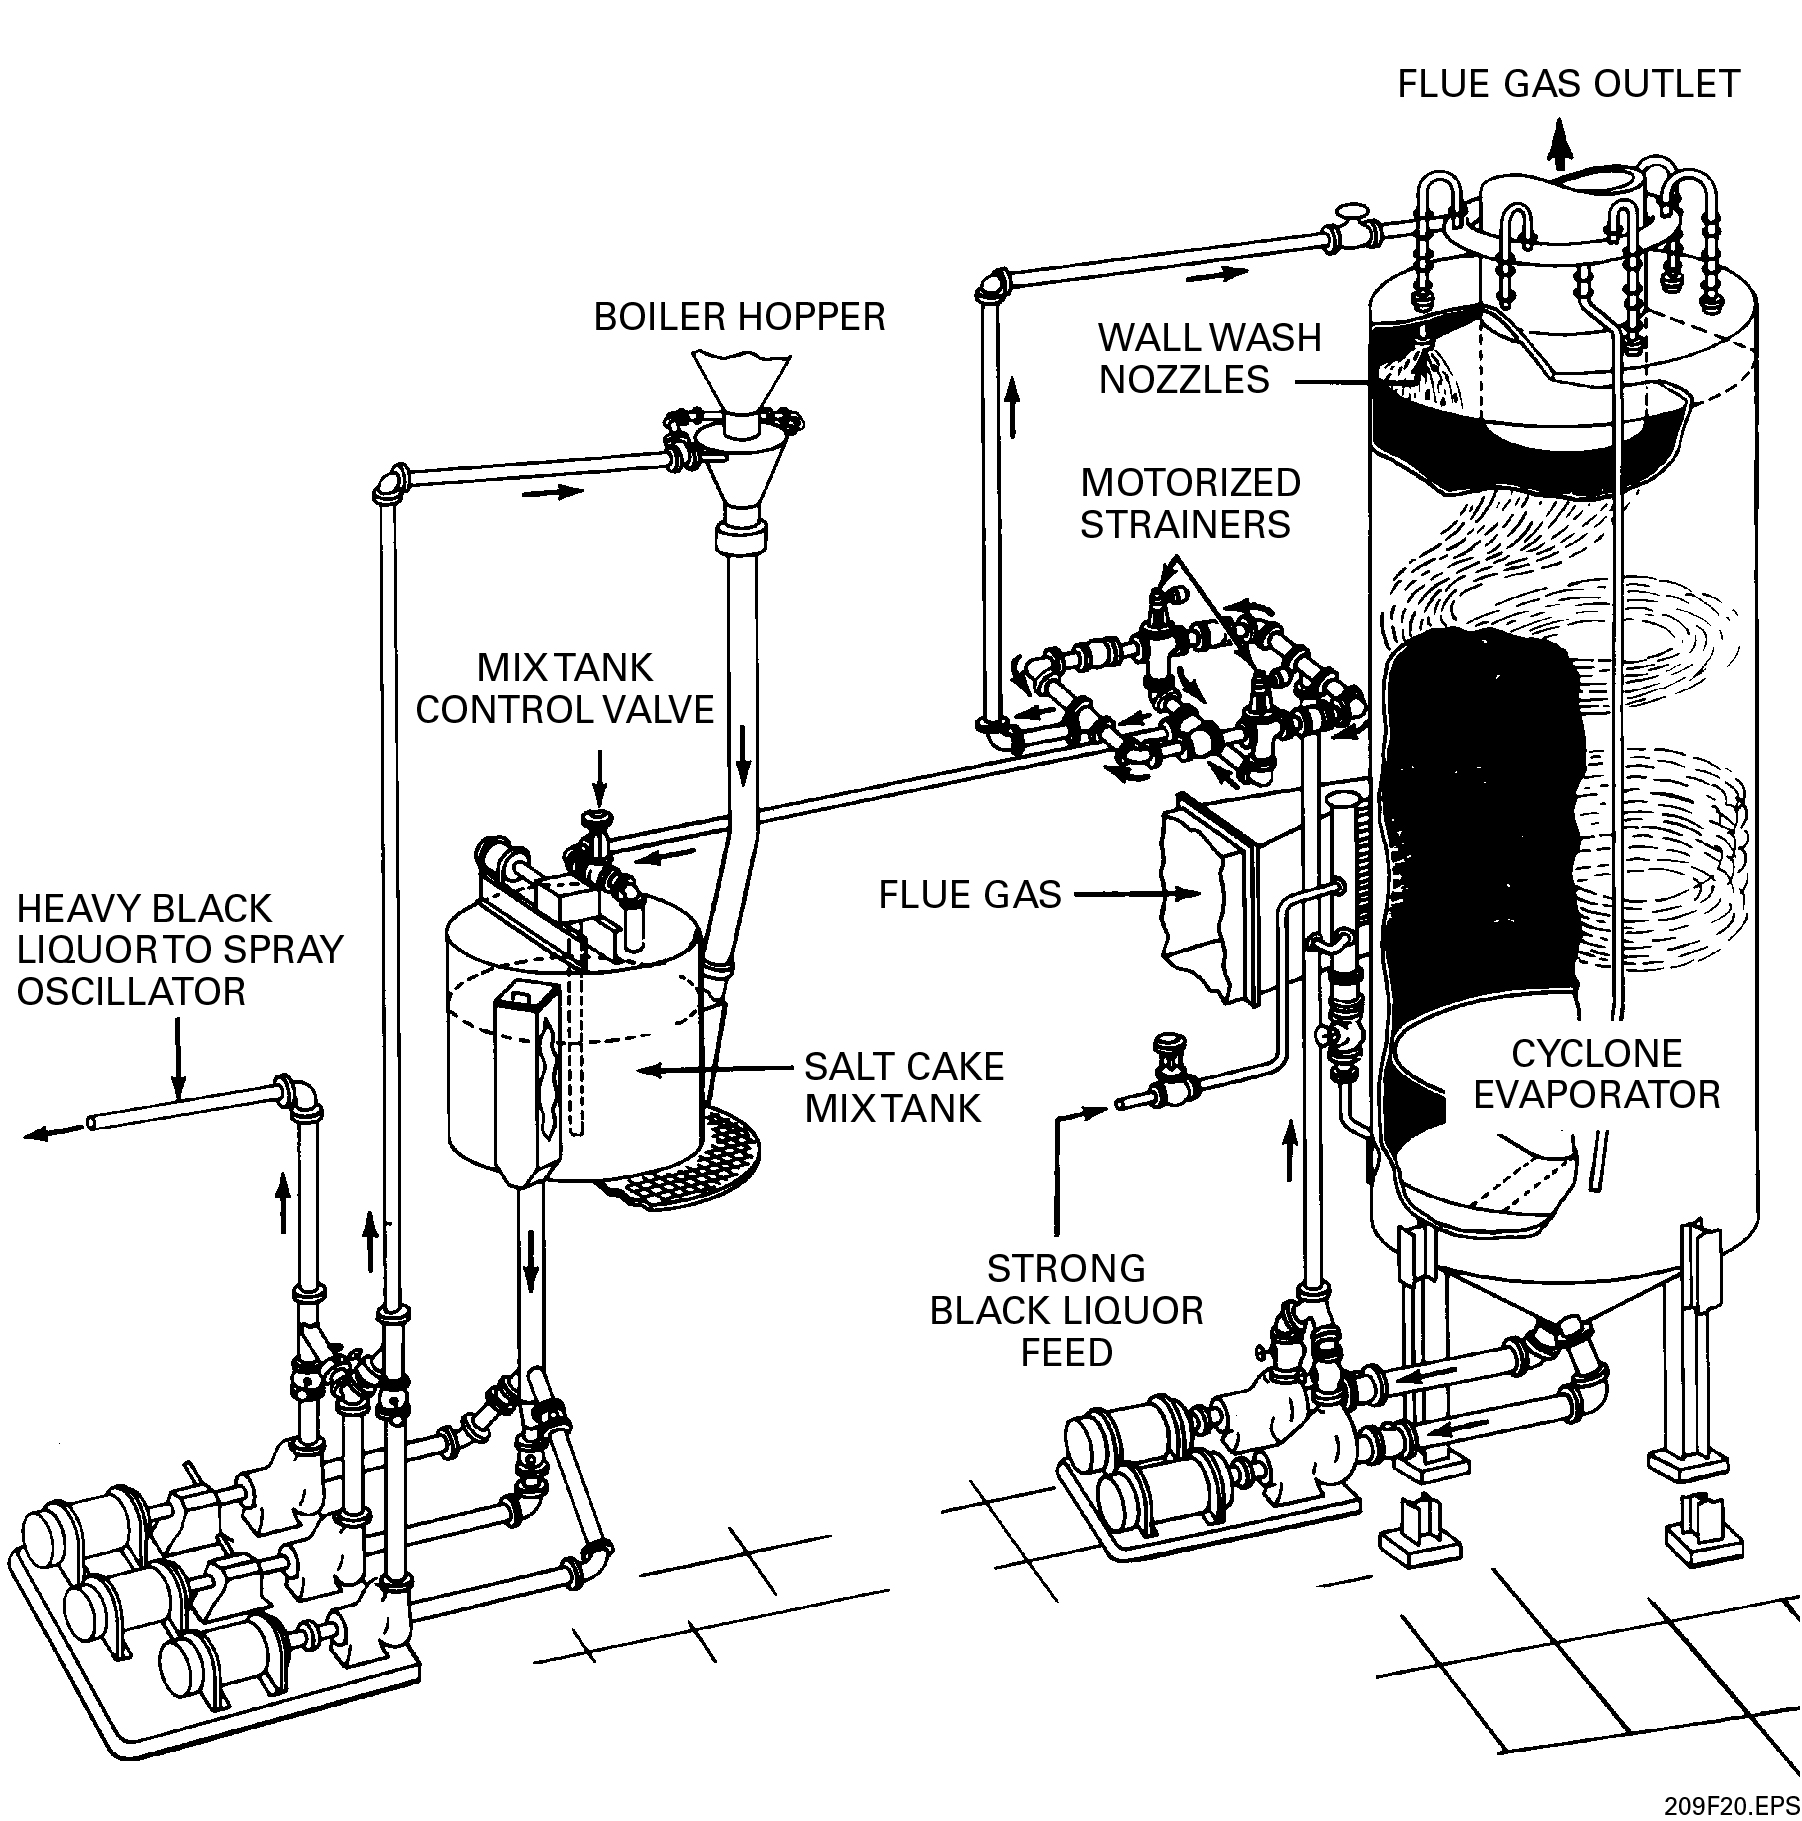 FLUE GAS OUTLET
BOILER HOPPER
WALL WASH
NOZZLES
MOTORIZED
STRAINERS
MIX TANK
CONTROL VALVE
FLUE GAS
HEAVY BLACK
LIQUOR TO SPRAY
OSCILLATOR
SALT CAKE
MIX TANK
CYCLONE
EVAPORATOR
STRONG
BLACK LIQUOR
FEED
209F20.EPS